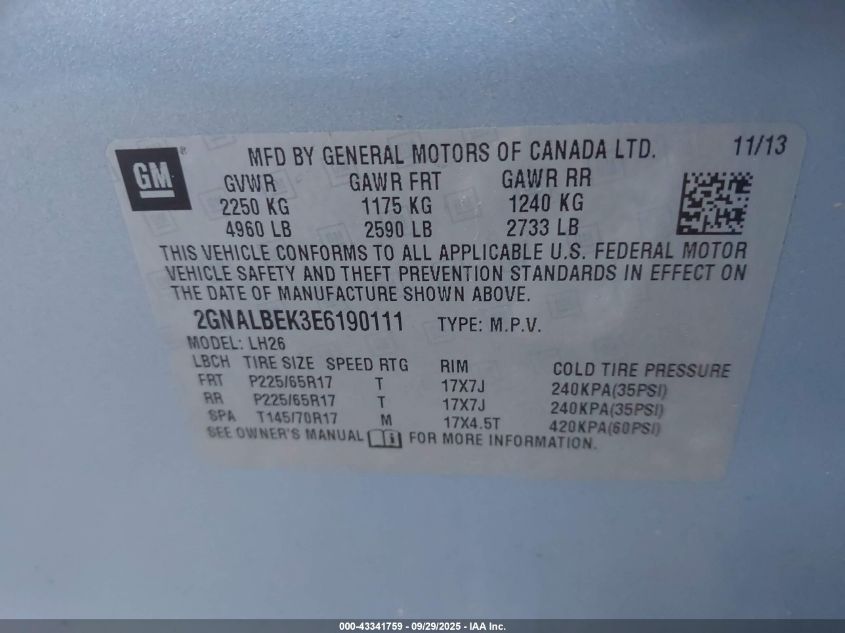 GM
MFD BY GENERAL MOTORS OF CANADA LTD. 11/13
GVWR GAWR FRT GAWR RR
2250 KG 1175 KG 1240 KG
4960 LB 2590 LB 2733 LB
THIS VEHICLE CONFORMS TO ALL APPLICABLE U.S. FEDERAL MOTOR
VEHICLE SAFETY AND THEFT PREVENTION STANDARDS IN EFFECT ON
THE DATE OF MANUFACTURE SHOWN ABOVE.
2GNALBEK3E6190111 TYPE: M.P.V.
MODEL: LH26
LBCH TIRE SIZE SPEED RTG RIM COLD TIRE PRESSURE
FRT P225/65R17 T 17X7J 240KPA(35PSI)
RR P225/65R17 T 17X7J 240KPA(35PSI)
SPA T145/70R17 M 17X4.5T 420KPA(60PSI)
SEE OWNER'S MANUAL FOR MORE INFORMATION.
000-43341759 - 09/29/2025 - IAA Inc.